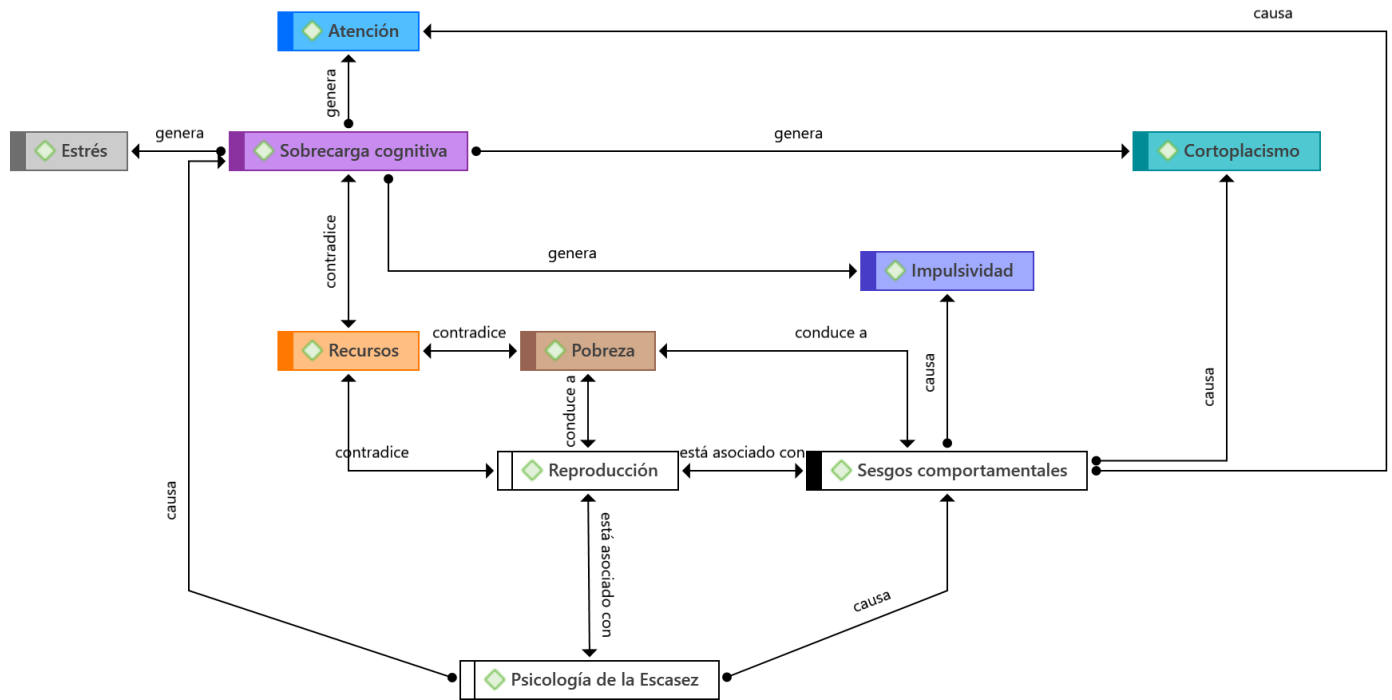 causa
Atención
genera
Estrés
genera
Sobrecarga cognitiva
genera
Cortoplacismo
contradice
genera
Impulsividad
Recursos
contradice
Pobreza
conduce a
causa
causa
conduce a
contradice
Reproducción
está asociado con
Sesgos comportamentales
causa
está asociado con
causa
Psicología de la Escasez